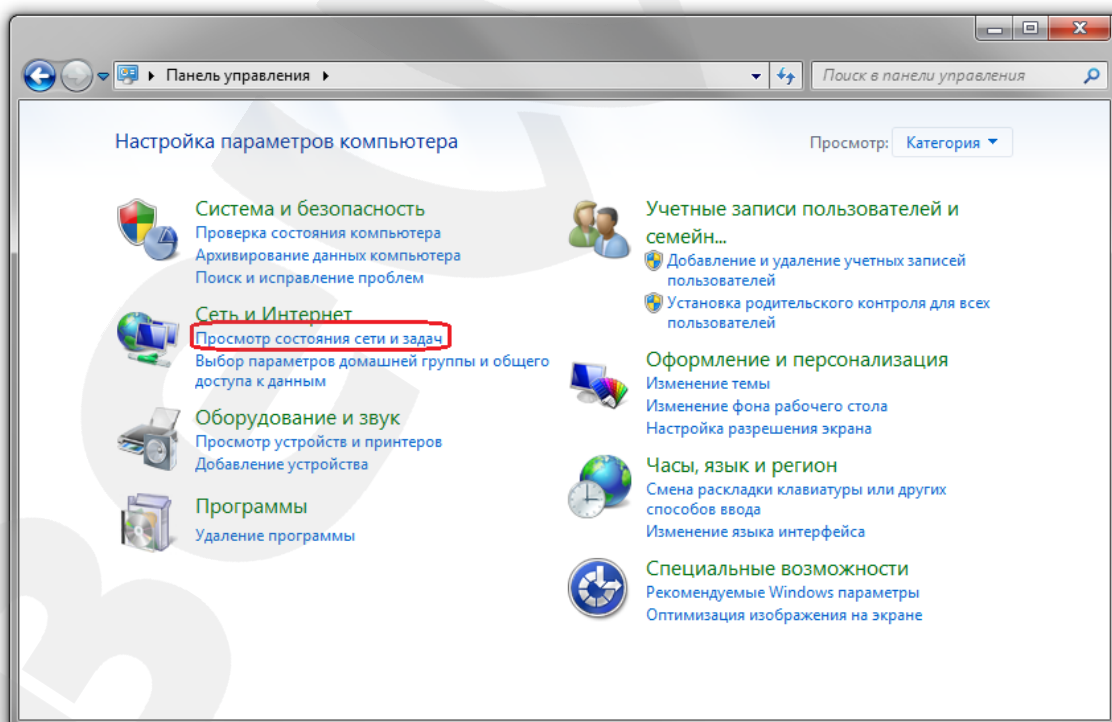 Панель управления
Поиск в панели управления
Настройка параметров компьютера
Просмотр: Категория
Система и безопасность
Проверка состояния компьютера
Архивирование данных компьютера
Поиск и исправление проблем
Сеть и Интернет
Просмотр состояния сети и задач
Выбор параметров домашней группы и общего
доступа к данным
Оборудование и звук
Просмотр устройств и принтеров
Добавление устройства
Программы
Удаление программы
Учетные записи пользователей и
семейн...
Добавление и удаление учетных записей
пользователей
Установка родительского контроля для всех
пользователей
Оформление и персонализация
Изменение темы
Изменение фона рабочего стола
Настройка разрешения экрана
Часы, язык и регион
Смена раскладки клавиатуры или других
способов ввода
Изменение языка интерфейса
Специальные возможности
Рекомендуемые Windows параметры
Оптимизация изображения на экране